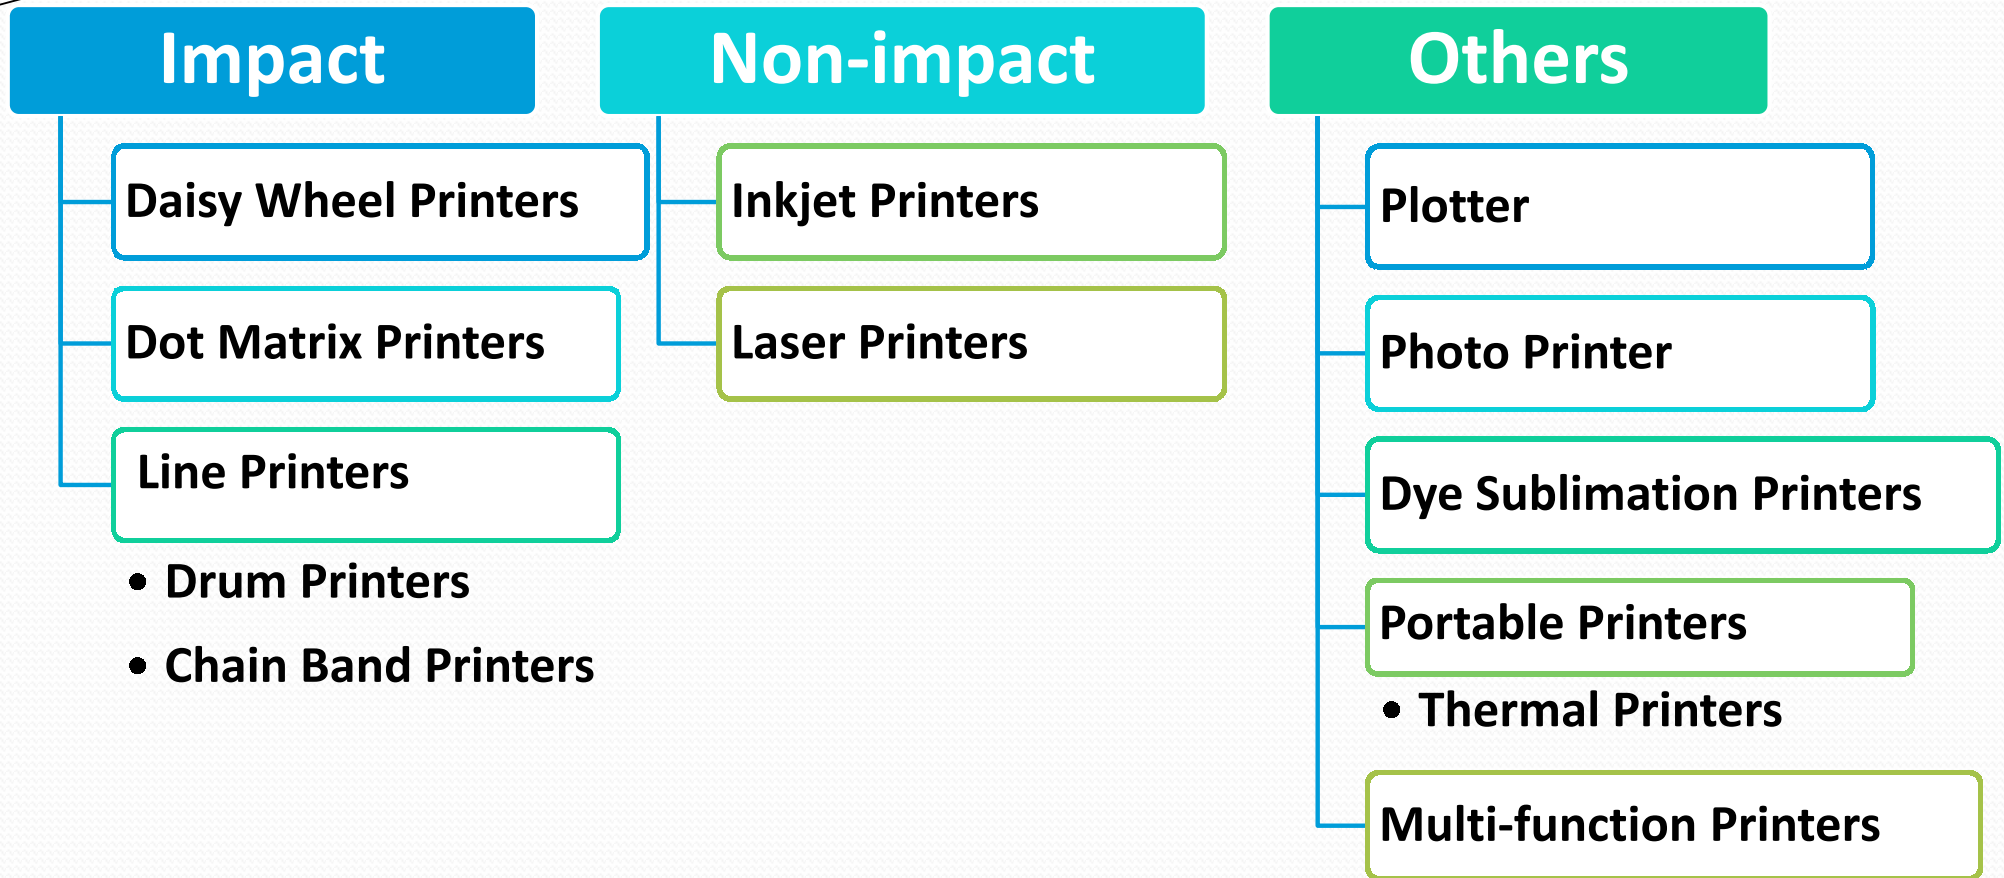 Impact
Daisy Wheel Printers
Dot Matrix Printers
Line Printers
• Drum Printers
• Chain Band Printers
Non-impact
Inkjet Printers
Laser Printers
Others
Plotter
Photo Printer
Dye Sublimation Printers
Portable Printers
• Thermal Printers
Multi-function Printers